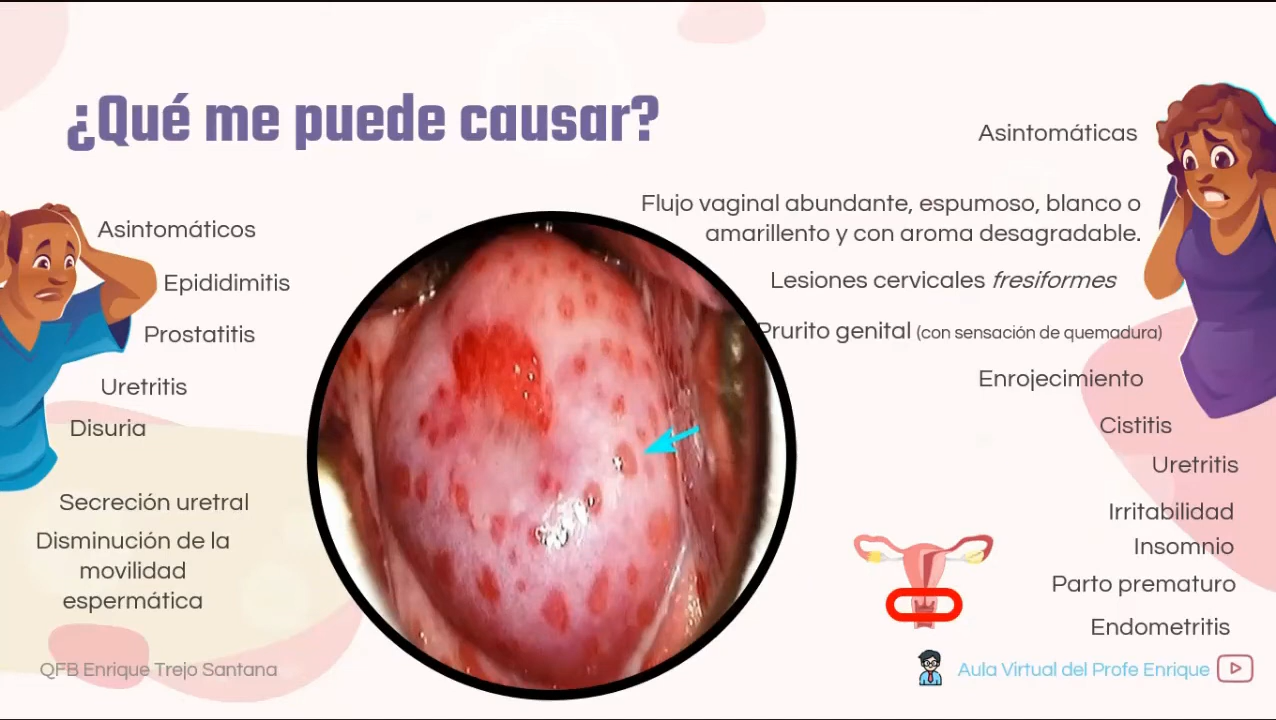 ¿Qué me puede causar?
Asintomáticos
Epididimitis
Prostatitis
Uretritis
Disuria
Secreción uretral
Disminución de la
movilidad
espermática
QFB Enrique Trejo Santana
Asintomáticas
Flujo vaginal abundante, espumoso, blanco o
amarillento y con aroma desagradable.
Lesiones cervicales fresiformes
Prurito genital (con sensación de quemadura)
Enrojecimiento
Cistitis
Uretritis
Irritabilidad
Insomnio
Parto prematuro
Endometritis
Aula Virtual del Profe Enrique